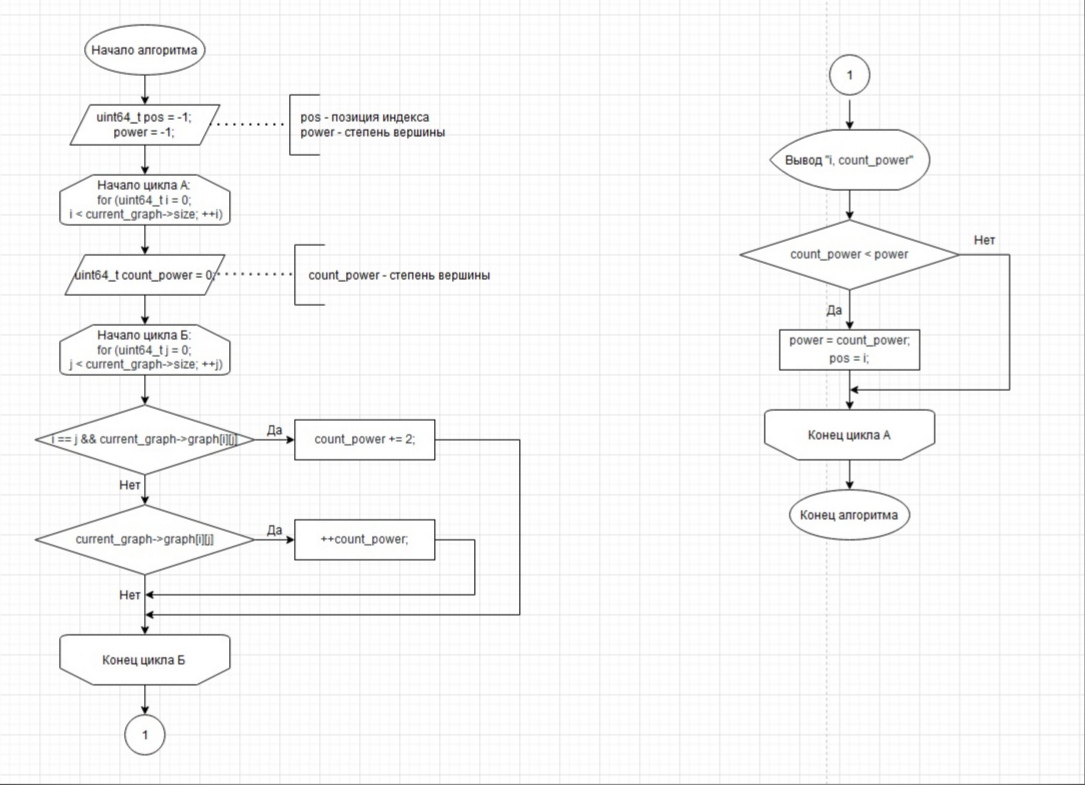 Начало алгоритма
uint64_t pos = -1;
power = -1;
pos - позиция индекса
power - степень вершины
Начало цикла А:
for (uint64_t i = 0;
i < current_graph->size; ++i)
uint64_t count_power = 0;
count_power - степень вершины
Начало цикла Б:
for (uint64_t j = 0;
j < current_graph->size; ++j)
i == j && current_graph->graph[i][j]
Да
count_power += 2;
Нет
current_graph->graph[i][j]
Да
++count_power;
Нет
Конец цикла Б
1
1
Вывод "i, count_power"
count_power < power
Нет
Да
power = count_power;
pos = i;
Конец цикла А
Конец алгоритма